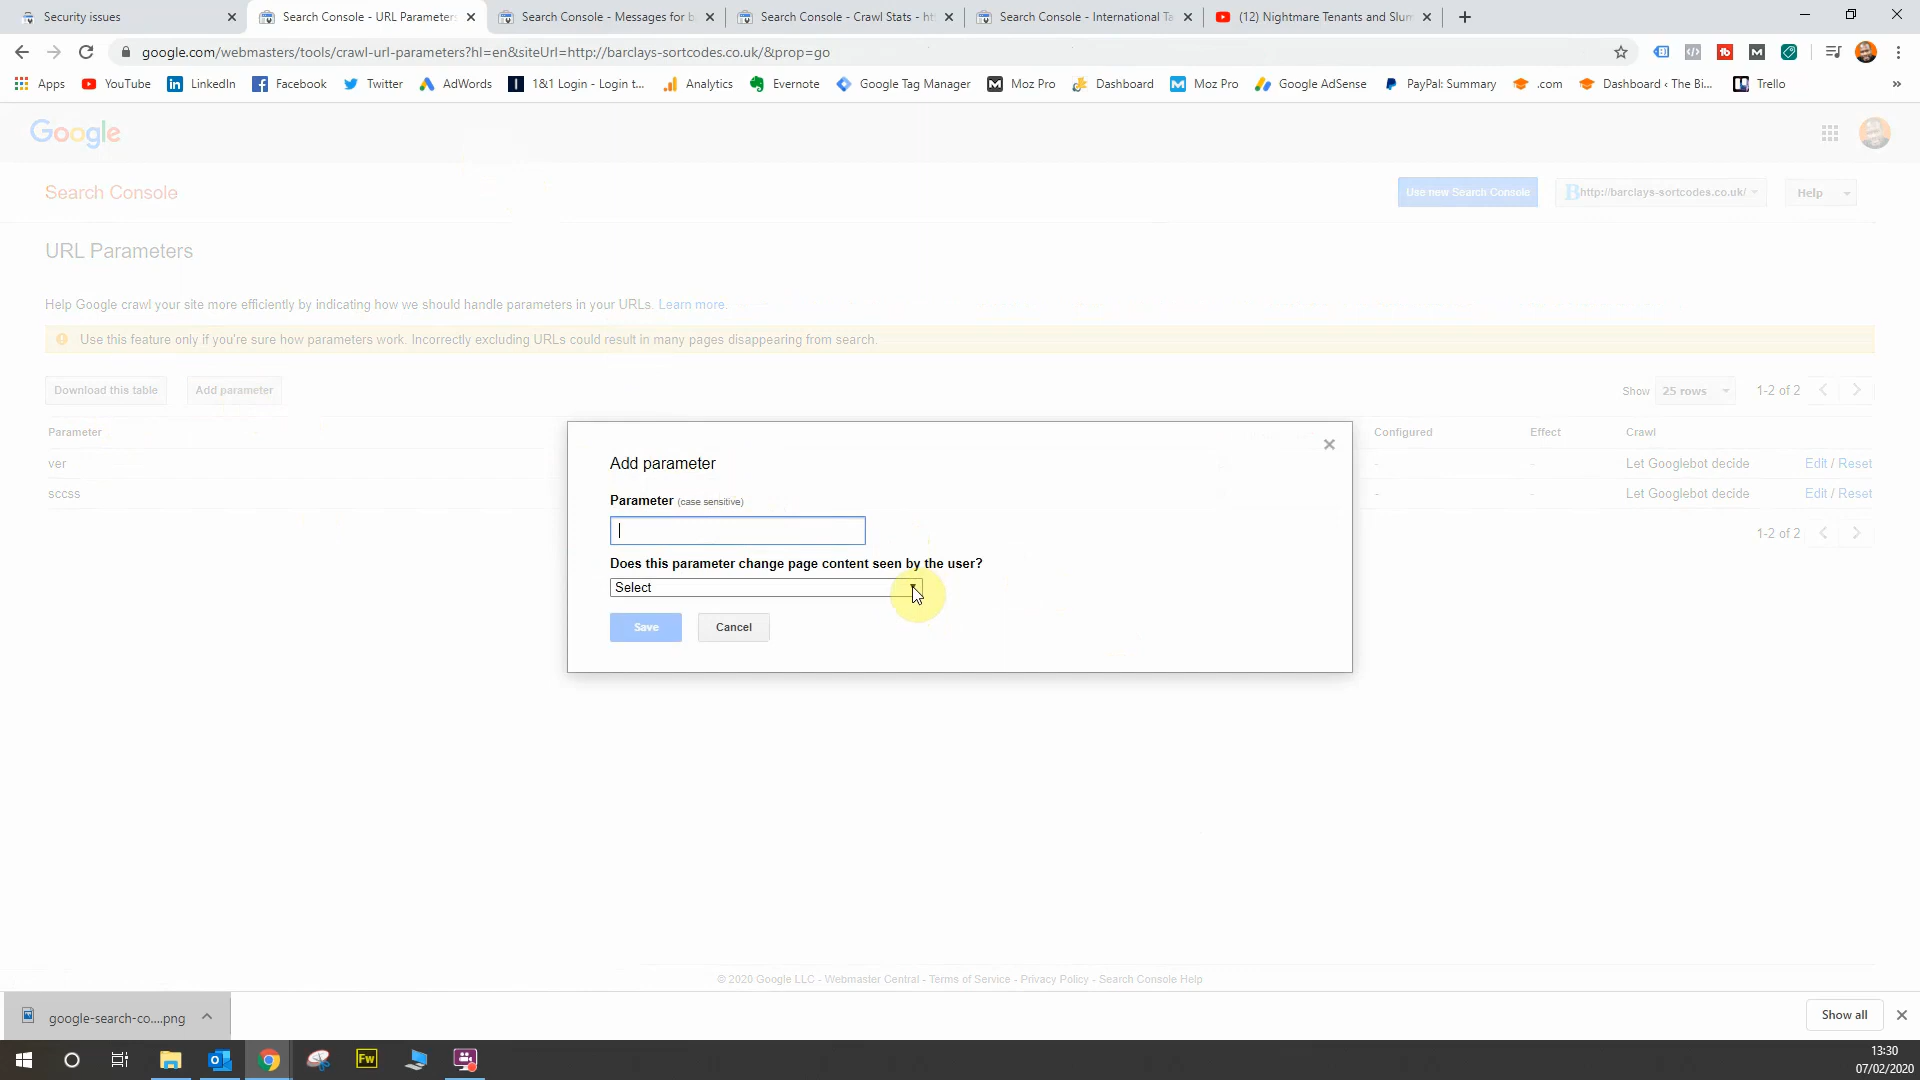 Security issues
Search Console - URL Parameters
Search Console - Messages for b
Search Console - Crawl Stats - ht
Search Console - International Ta
(12) Nightmare Tenants and Slum
google.com/webmasters/tools/crawl-url-parameters?hl=en&siteUrl=http://barclays-sortcodes.co.uk/&prop=go
Apps YouTube LinkedIn Facebook Twitter AdWords 1&1 Login - Login t... Analytics Evernote Google Tag Manager Moz Pro Dashboard Moz Pro Google AdSense PayPal: Summary .com Dashboard ‹ The Bi... Trello »
Google
Search Console
Use new Search Console
http://barclays-sortcodes.co.uk/
Help
URL Parameters
Help Google crawl your site more efficiently by indicating how we should handle parameters in your URLs. Learn more.
Use this feature only if you're sure how parameters work. Incorrectly excluding URLs could result in many pages disappearing from search.
Download this table Add parameter Show 25 rows 1-2 of 2
Parameter Configured Effect Crawl
ver - - Let Googlebot decide Edit / Reset
sccss - - Let Googlebot decide Edit / Reset
1-2 of 2
Add parameter
Parameter (case sensitive)
Does this parameter change page content seen by the user?
Select
Save Cancel
© 2020 Google LLC - Webmaster Central - Terms of Service - Privacy Policy - Search Console Help
google-search-co....png
Show all
Fw
13:30
07/02/2020